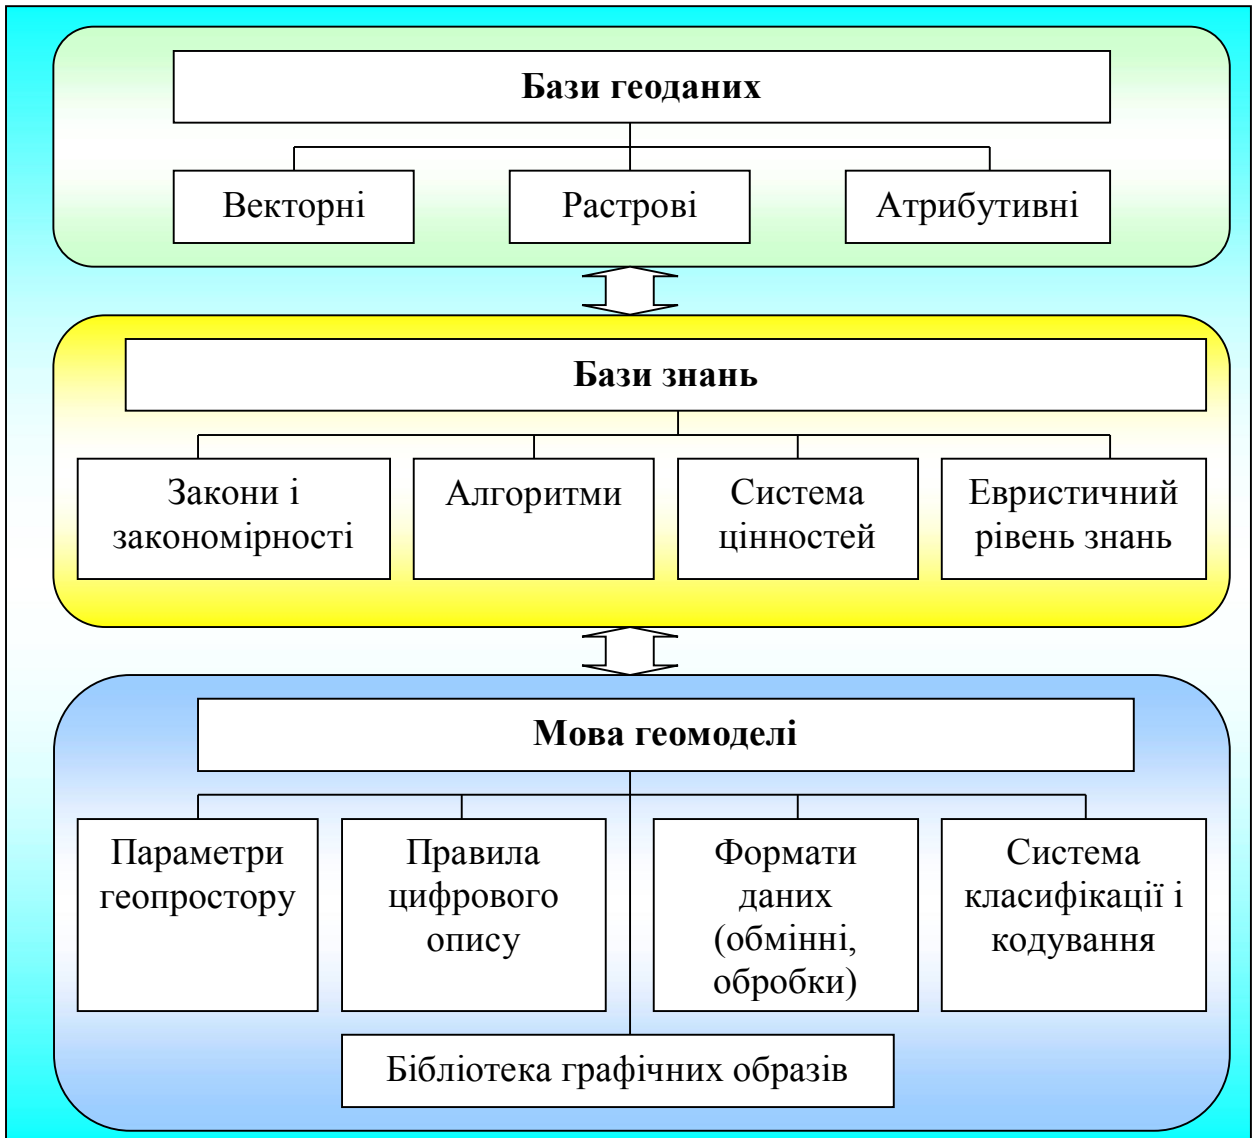 Бази геоданих
Векторні
Растрові
Атрибутивні
Бази знань
Закони і
закономірності
Алгоритми
Система
цінностей
Евристичний
рівень знань
Мова геомоделі
Параметри
геопростору
Правила
цифрового
опису
Формати
даних
(обмінні,
обробки)
Система
класифікації і
кодування
Бібліотека графічних образів